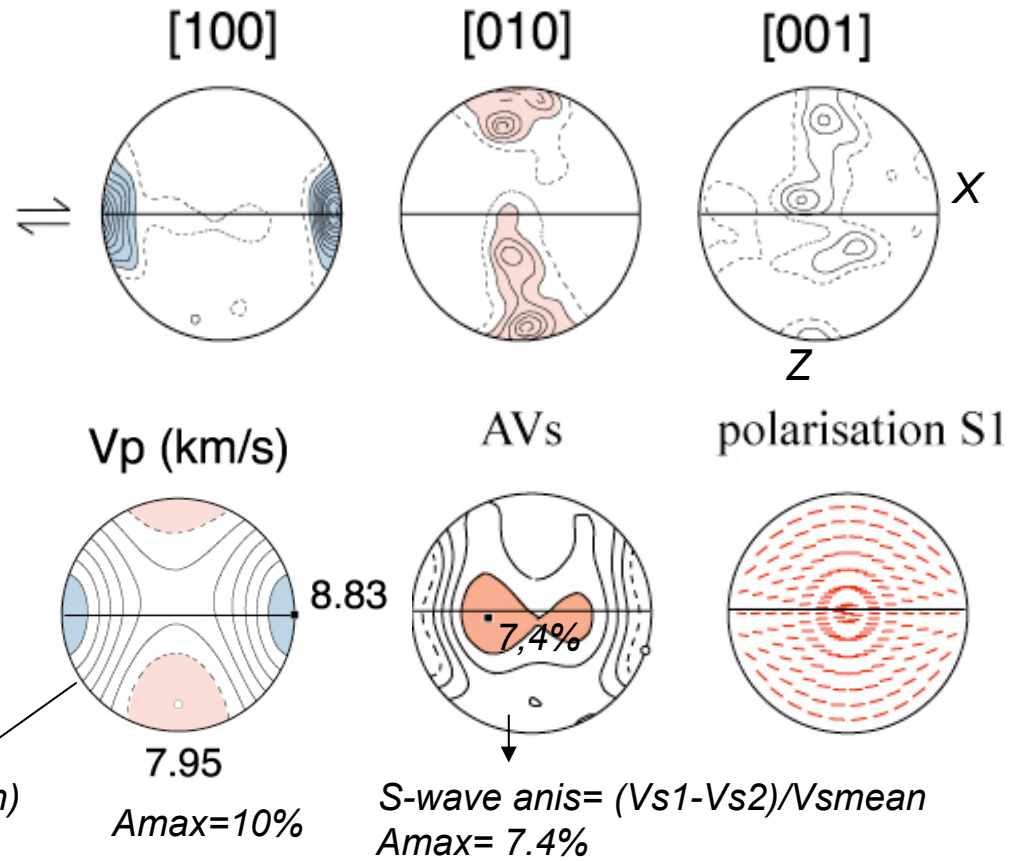 [100] [010] [001]
X
Z
Vp (km/s) AVs polarisation S1
8.83
7,4%
7.95
n)
Amax=10%
S-wave anis= (Vs1-Vs2)/Vsmean
Amax= 7.4%